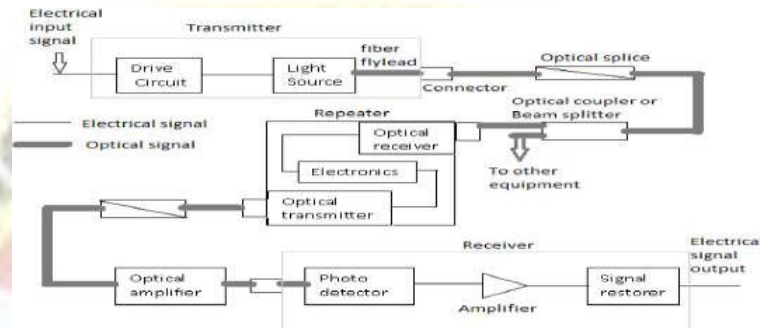 Electrical
input
signal
Transmitter
Drive
Circuit
Light
Source
fiber
flylead
Connector
Optical splice
Optical coupler or
Beam splitter
To other
equipment
Electrical signal
Optical signal
Repeater
Optical
receiver
Electronics
Optical
transmitter
Optical
amplifier
Receiver
Photo
detector
Amplifier
Signal
restorer
Electrical
signal
output